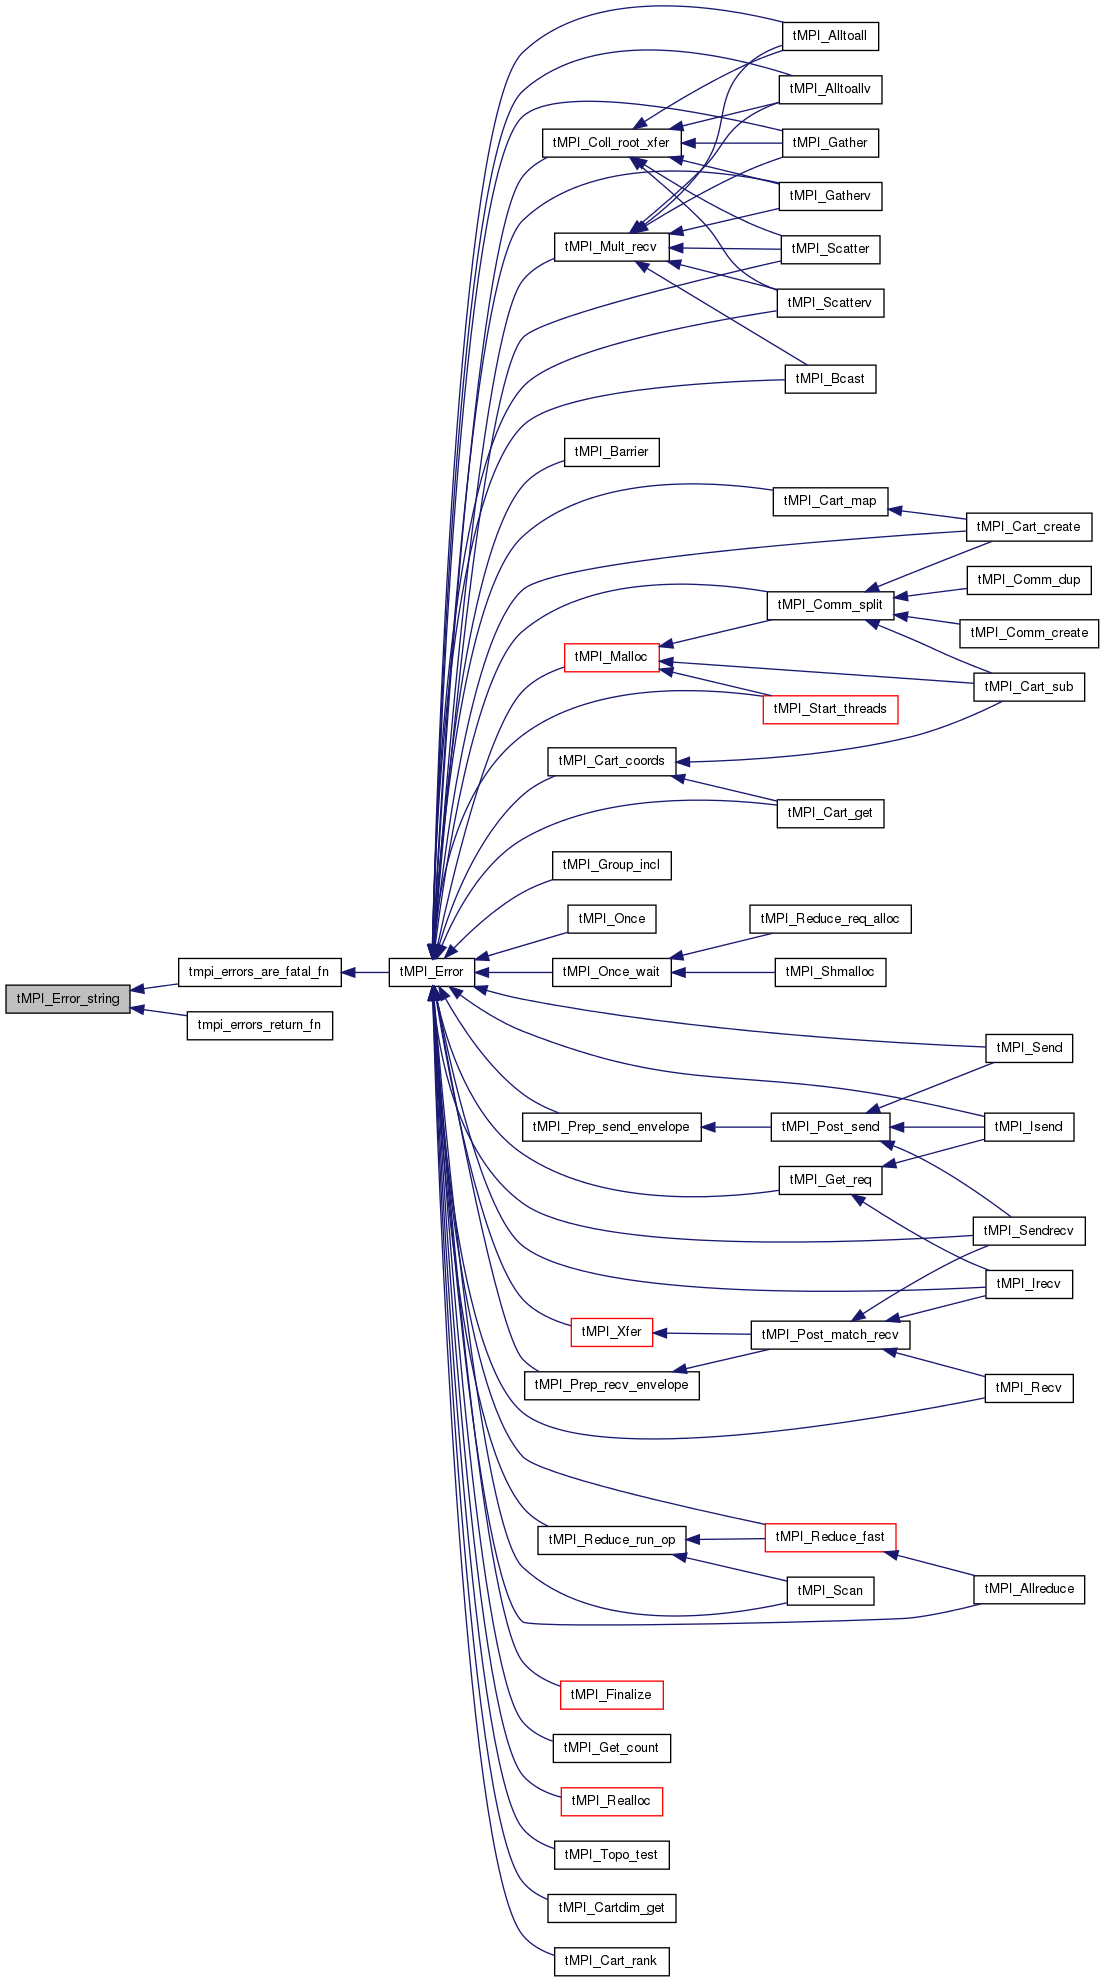 tMPI_Alltoall
tMPI_Alltoallv
tMPI_Coll_root_xfer
tMPI_Gather
tMPI_Gatherv
tMPI_Mult_recv
tMPI_Scatter
tMPI_Scatterv
tMPI_Bcast
tMPI_Barrier
tMPI_Cart_map
tMPI_Cart_create
tMPI_Comm_dup
tMPI_Comm_split
tMPI_Comm_create
tMPI_Malloc
tMPI_Cart_sub
tMPI_Start_threads
tMPI_Cart_coords
tMPI_Cart_get
tMPI_Group_incl
tMPI_Once
tMPI_Reduce_req_alloc
tmpi_errors_are_fatal_fn
tMPI_Error
tMPI_Once_wait
tMPI_Shmalloc
tMPI_Error_string
tmpi_errors_return_fn
tMPI_Send
tMPI_Prep_send_envelope
tMPI_Post_send
tMPI_Isend
tMPI_Get_req
tMPI_Sendrecv
tMPI_Irecv
tMPI_Xfer
tMPI_Post_match_recv
tMPI_Prep_recv_envelope
tMPI_Recv
tMPI_Reduce_run_op
tMPI_Reduce_fast
tMPI_Scan
tMPI_Allreduce
tMPI_Finalize
tMPI_Get_count
tMPI_Realloc
tMPI_Topo_test
tMPI_Cartdim_get
tMPI_Cart_rank